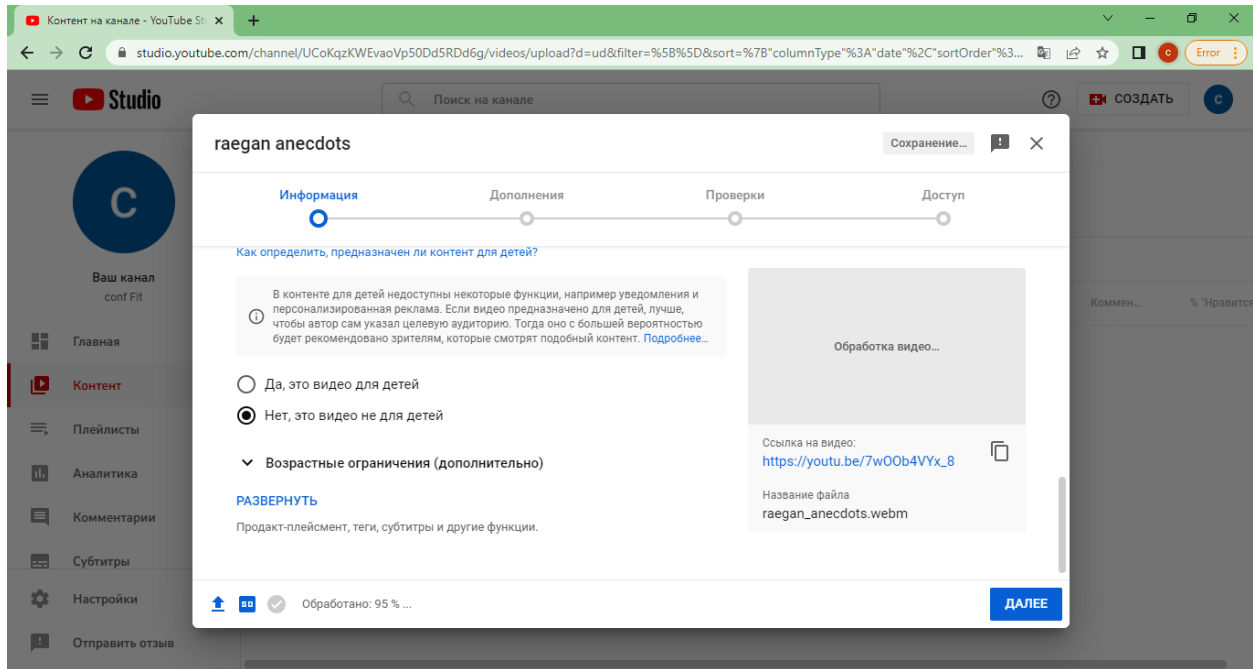 Контент на канале - YouTube St
studio.youtube.com/channel/UCoKqzKWEvaoVp50Dd5RDd6g/videos/upload?d=ud&filter=%5B%5D&sort=%7B"columnType"%3A"date"%2C"sortOrder"%3...
C
Error
Studio
Поиск на канале
СОЗДАТЬ
C
raegan anecdots
Сохранение...
Информация
Дополнения
Проверки
Доступ
C
Ваш канал
conf Fit
Главная
Контент
Плейлисты
Аналитика
Комментарии
Субтитры
Настройки
Отправить отзыв
Как определить, предназначен ли контент для детей?
В контенте для детей недоступны некоторые функции, например уведомления и
персонализированная реклама. Если видео предназначено для детей, лучше,
чтобы автор сам указал целевую аудиторию. Тогда оно с большей вероятностью
будет рекомендовано зрителям, которые смотрят подобный контент. Подробнее...
Да, это видео для детей
Нет, это видео не для детей
Возрастные ограничения (дополнительно)
РАЗВЕРНУТЬ
Продакт-плейсмент, теги, субтитры и другие функции.
Обработка видео...
Ссылка на видео:
https://youtu.be/7wOOb4VYx_8
Название файла
raegan_anecdots.webm
Коммен...
% "Нравится
SD
Обработано: 95 % ...
ДАЛЕЕ